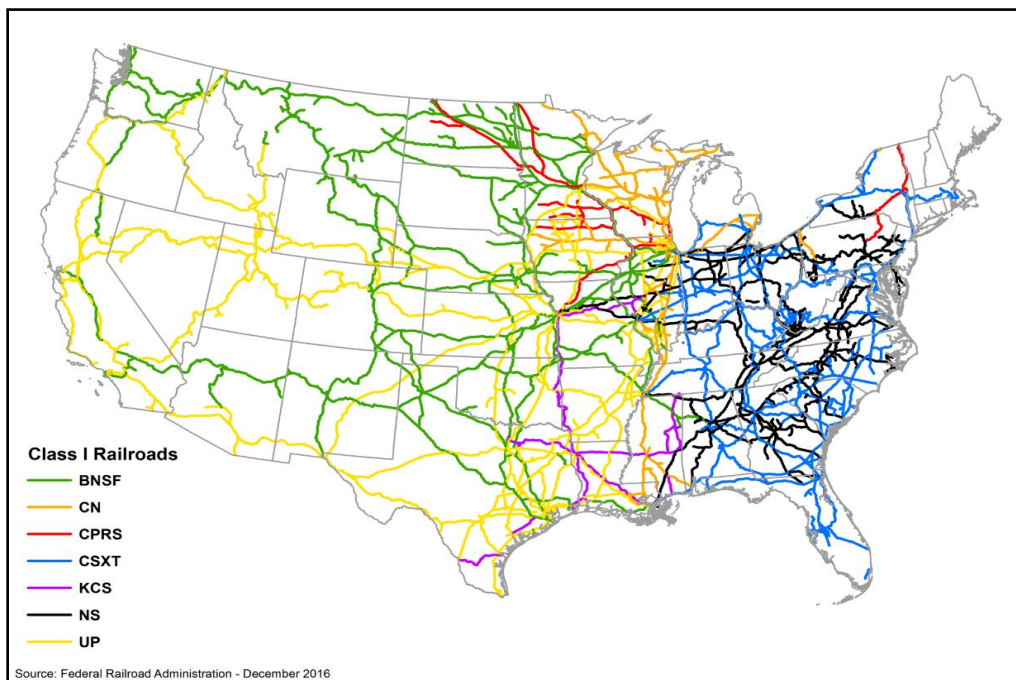 Class I Railroads
BNSF
CN
CPRS
CSXT
KCS
NS
UP
Source: Federal Railroad Administration - December 2016